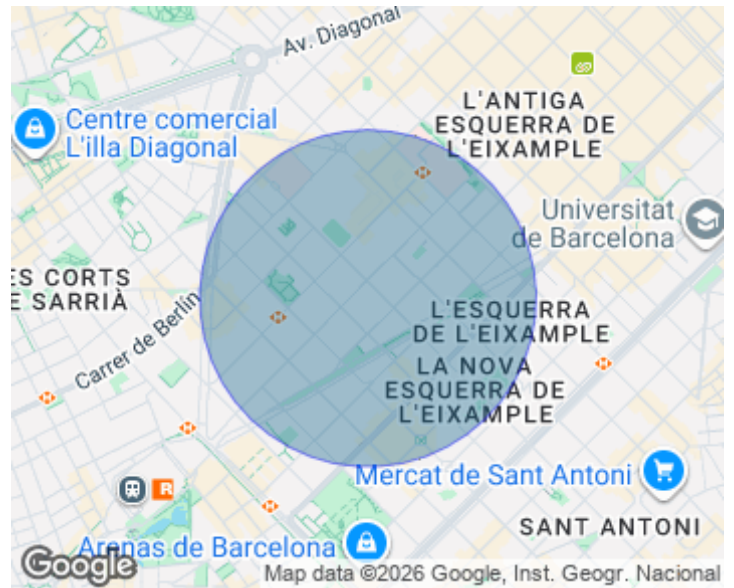 Av. Diagonal
L'ANTIGA
ESQUERRA DE
L'EIXAMPLE
Centre comercial
L'illa Diagonal
Universitat
de Barcelona
ES CORTS
E SARRIÀ
Carrer de Berlín
L'ESQUERRA
DE L'EIXAMPLE
LA NOVA
ESQUERRA DE
L'EIXAMPLE
Mercat de Sant Antoni
R
SANT ANTONI
Arenas de Barcelona
Google
Map data ©2026 Google, Inst. Geogr. Nacional